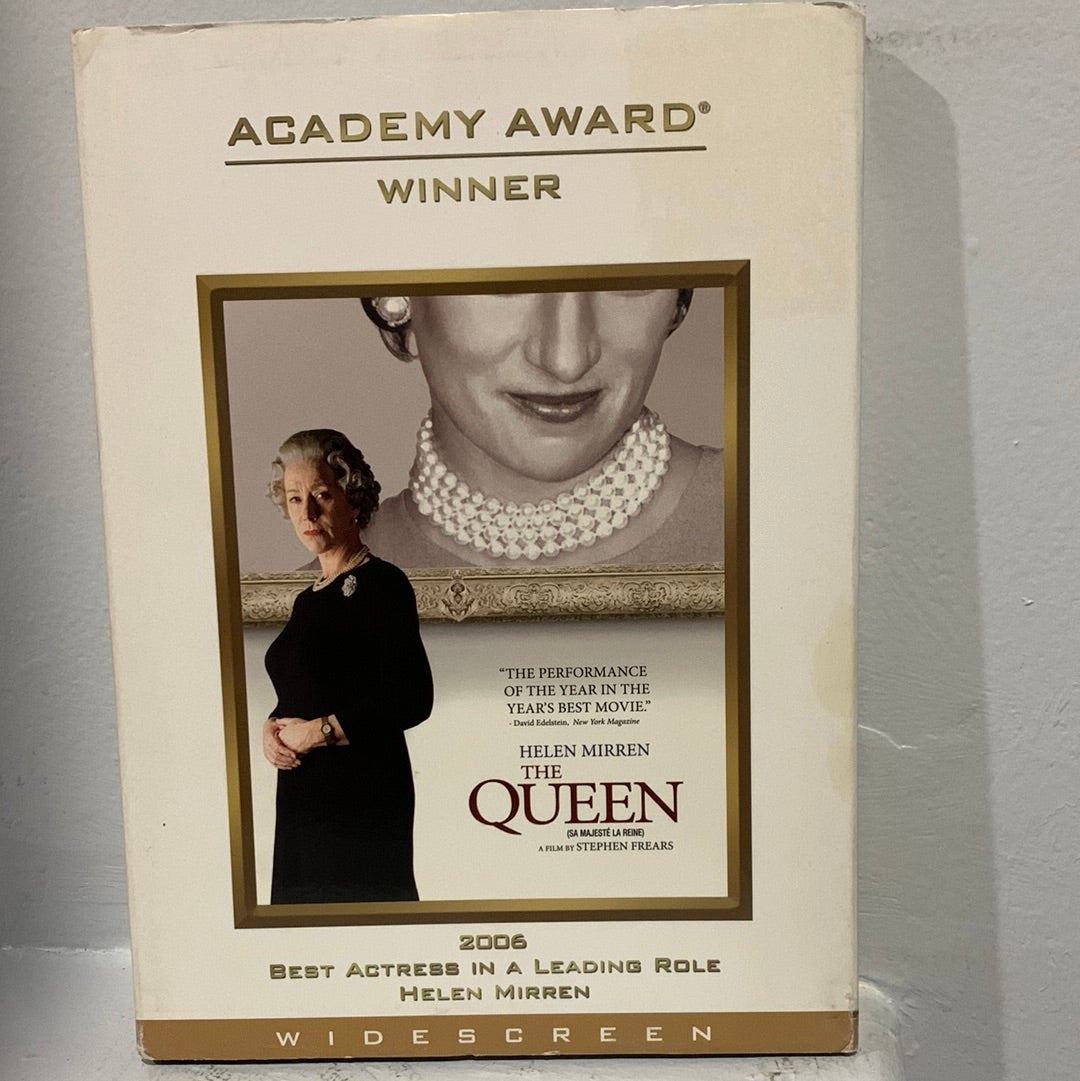 ACADEMY AWARD®
WINNER
“THE PERFORMANCE
OF THE YEAR IN THE
YEAR’S BEST MOVIE.”
- David Edelstein, New York Magazine
HELEN MIRREN
THE
QUEEN
(SA MAJESTÉ LA REINE)
A FILM BY STEPHEN FREARS
2006
BEST ACTRESS IN A LEADING ROLE
HELEN MIRREN
WIDESCREEN